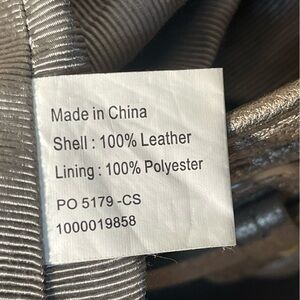 Made in China
Shell : 100% Leather
Lining : 100% Polyester
PO 5179 -CS
1000019858